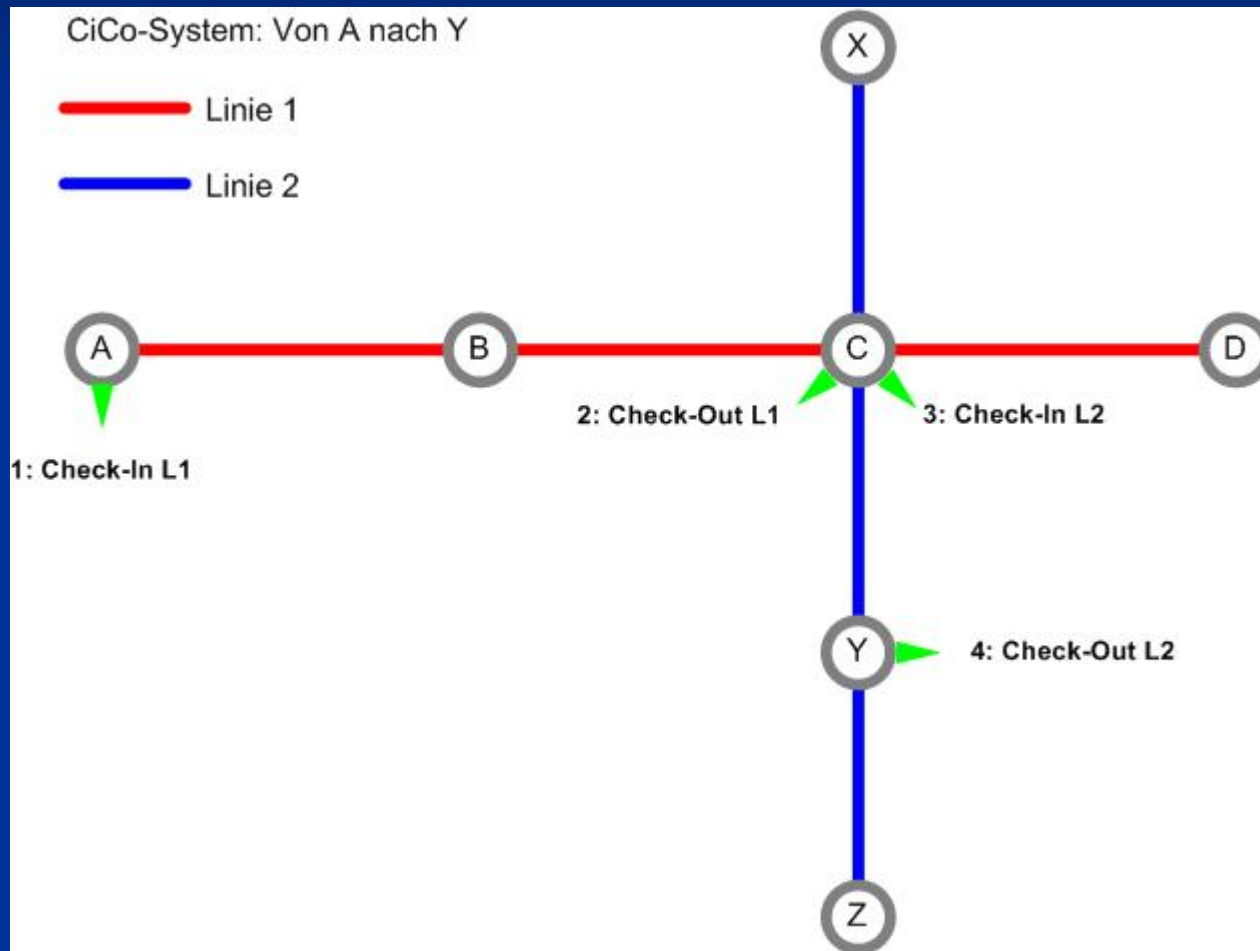 CiCo-System: Von A nach Y
X
Linie 1
Linie 2
A
B
C
D
2: Check-Out L1
3: Check-In L2
1: Check-In L1
Y
4: Check-Out L2
Z